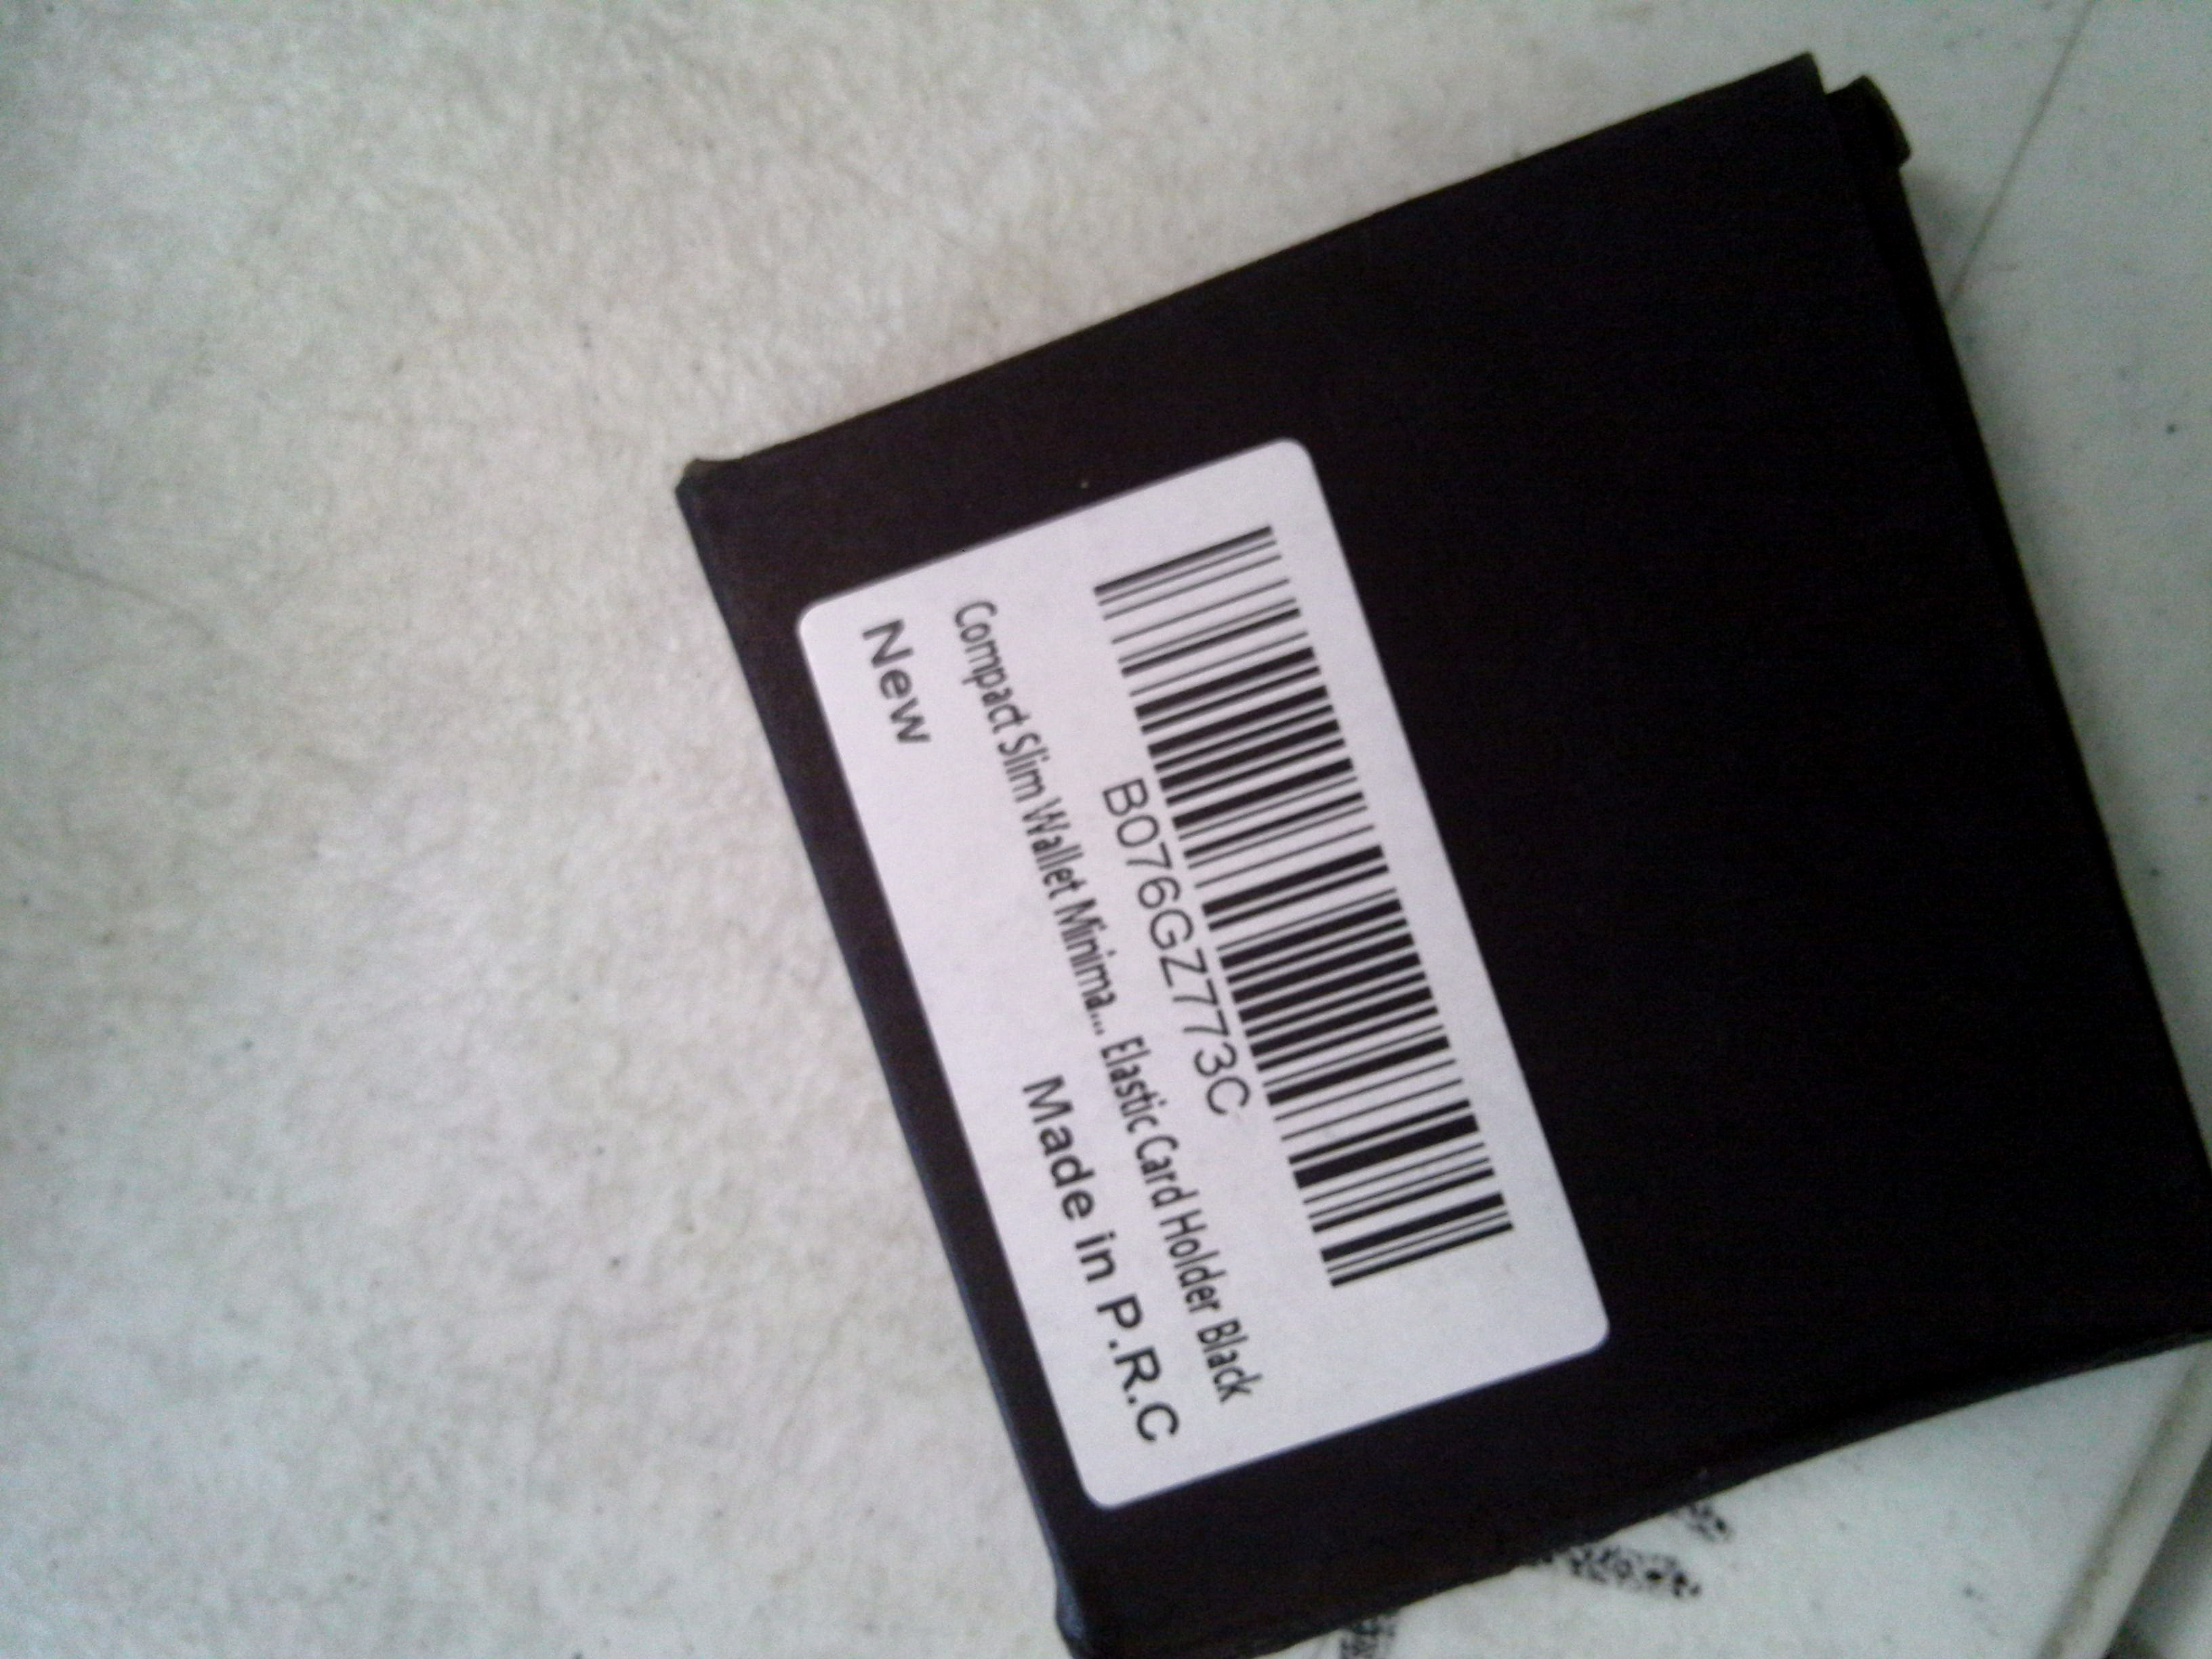 B076GZ773C
Compact Slim Wallet Minima... Elastic Card Holder Black
New
Made in P.R.C